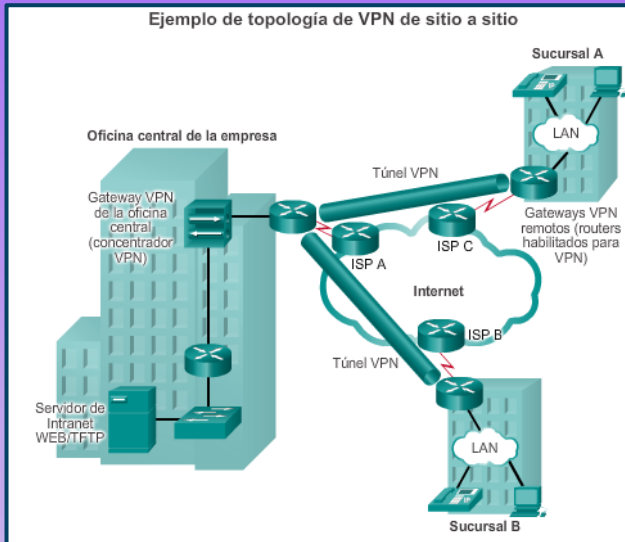 Ejemplo de topología de VPN de sitio a sitio
Sucursal A
LAN
Oficina central de la empresa
Túnel VPN
Gateway VPN
de la oficina
central
(concentrador
VPN)
Gateways VPN
remotos (routers
habilitados para
VPN)
ISP C
ISP A
Internet
ISP B
Túnel VPN
Servidor de
Intranet
WEB/TFTP
LAN
Sucursal B